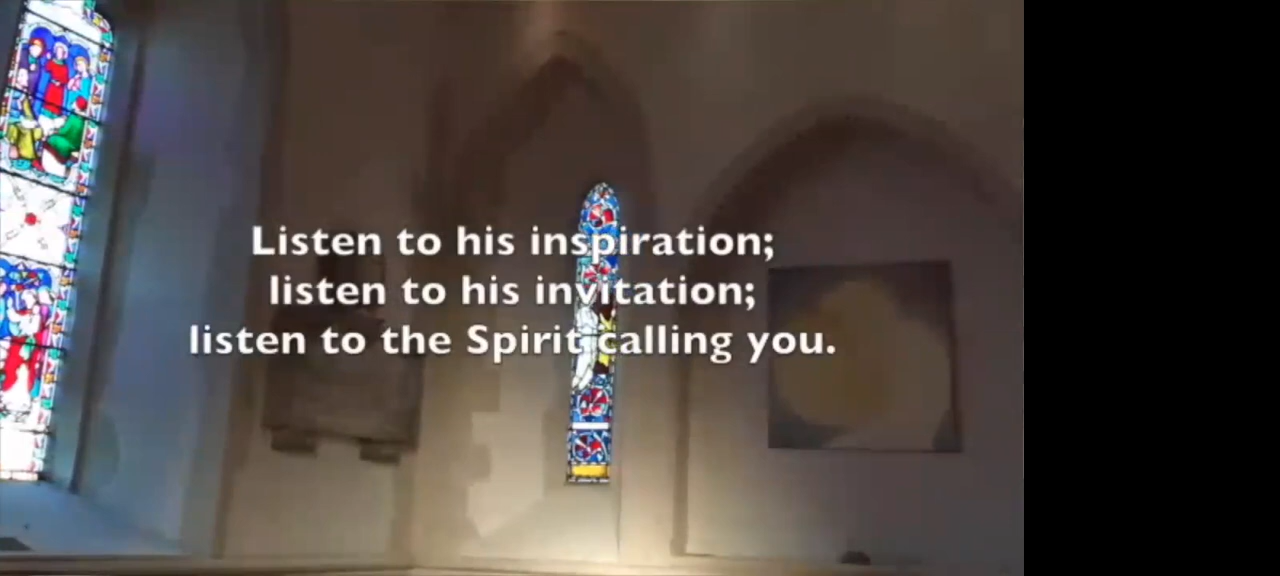 Listen to his inspiration;
listen to his invitation;
listen to the Spirit calling you.